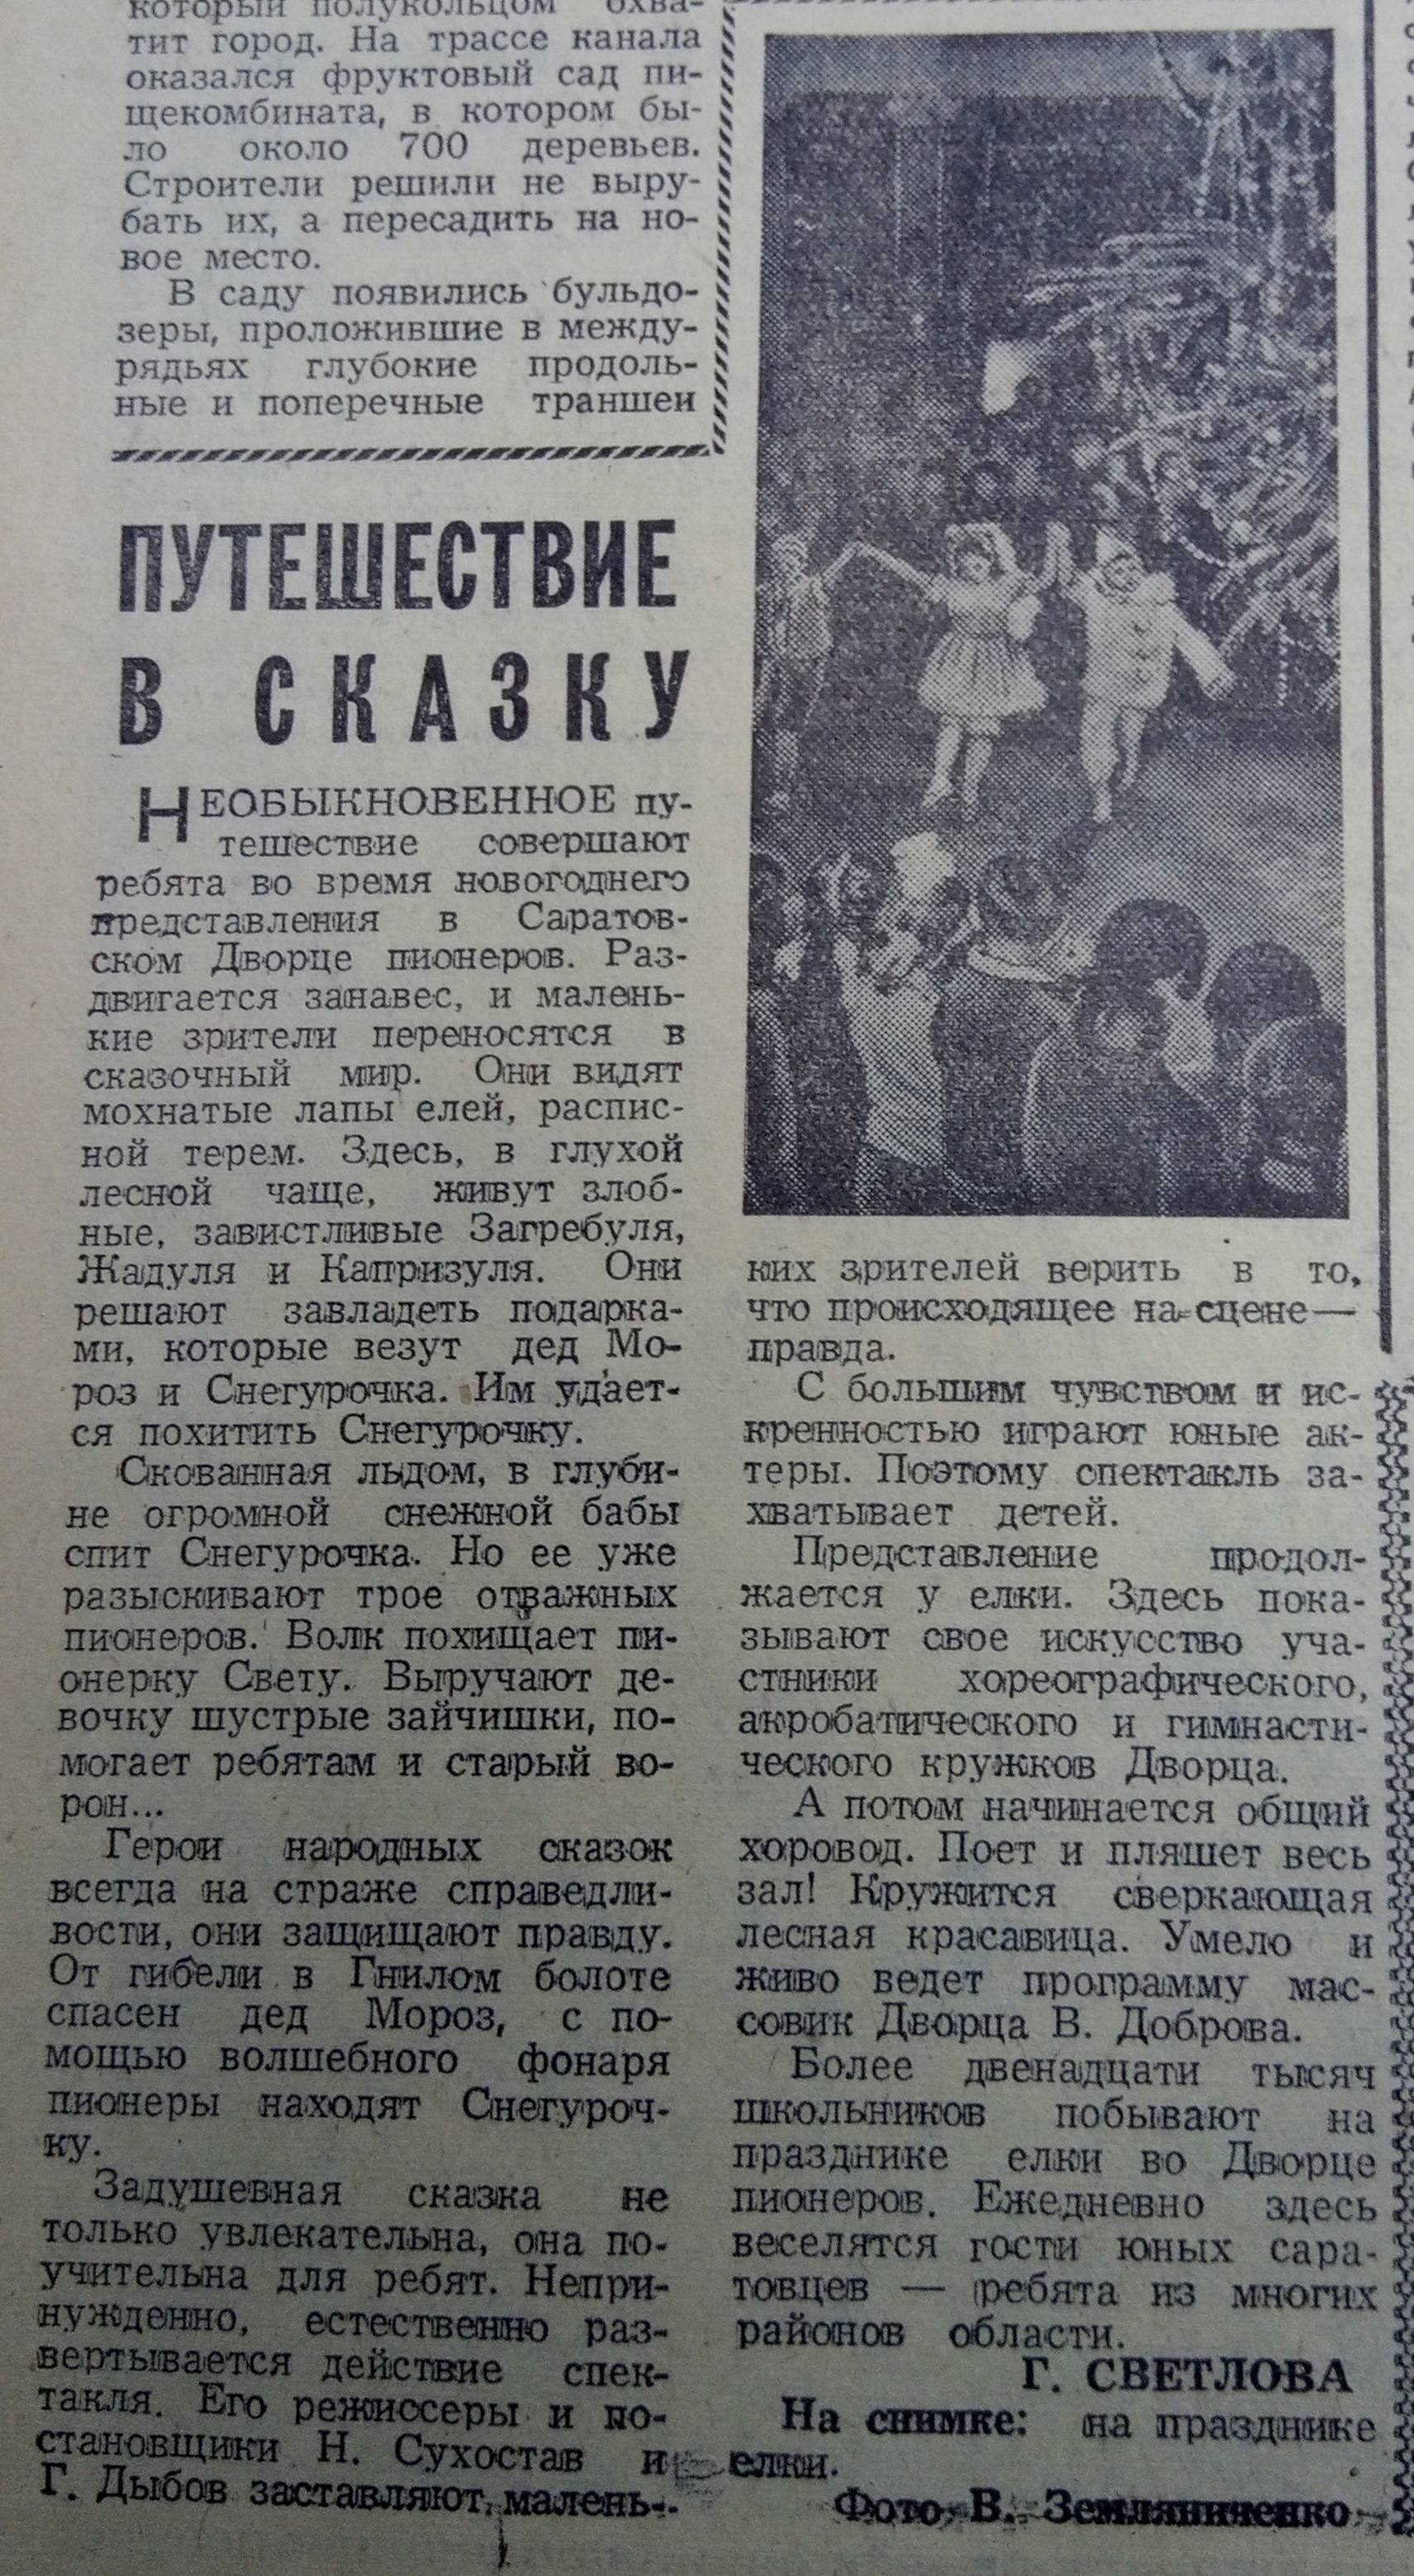 который полукольцом охва-
тит город. На трассе канала
оказался фруктовый сад пи-
щекомбината, в котором бы-
ло около 700 деревьев.
Строители решили не выру-
бать их, а пересадить на но-
вое место.
В саду появились бульдо-
зеры, проложившие в между-
рядьях глубокие продоль-
ные и поперечные траншеи
ПУТЕШЕСТВИЕ
В СКАЗКУ
НЕОБЫКНОВЕННОЕ пу-
тешествие совершают
ребята во время новогоднего
представления в Саратов-
ском Дворце пионеров. Раз-
двигается занавес, и малень-
кие зрители переносятся в
сказочный мир. Они видят
мохнатые лапы елей, распис-
ной терем. Здесь, в глухой
лесной чаще, живут злоб-
ные, завистливые Загребуля,
Жадуля и Капризуля. Они
решают завладеть подарка-
ми, которые везут дед Мо-
роз и Снегурочка. Им удает-
ся похитить Снегурочку.
Скованная льдом, в глуби-
не огромной снежной бабы
спит Снегурочка. Но ее уже
разыскивают трое отважных
пионеров. Волк похищает пи-
онерку Свету. Выручают де-
вочку шустрые зайчишки, по-
могает ребятам и старый во-
рон...
Герои народных сказок
всегда на страже справедли-
вости, они защищают правду.
От гибели в Гнилом болоте
спасен дед Мороз, с по-
мощью волшебного фонаря
пионеры находят Снегуроч-
ку.
Задушевная сказка не
только увлекательна, она по-
учительна для ребят. Непри-
нужденно, естественно раз-
вертывается действие спек-
такля. Его режиссеры и по-
становщики Н. Сухостав и
Г. Дыбов заставляют малень-
ких зрителей верить в то,
что происходящее на сцене—
правда.
С большим чувством и ис-
кренностью играют юные ак-
теры. Поэтому спектакль за-
хватывает детей.
Представление продол-
жается у елки. Здесь пока-
зывают свое искусство уча-
стники хореографического,
акробатического и гимнасти-
ческого кружков Дворца.
А потом начинается общий
хоровод. Поет и пляшет весь
зал! Кружится сверкающая
лесная красавица. Умело и
живо ведет программу мас-
совик Дворца В. Доброва.
Более двенадцати тысяч
школьников побывают на
празднике елки во Дворце
пионеров. Ежедневно здесь
веселятся гости юных сара-
товцев — ребята из многих
районов области.
Г. СВЕТЛОВА
На снимке: на празднике
елки.
Фото В. Земляниченко